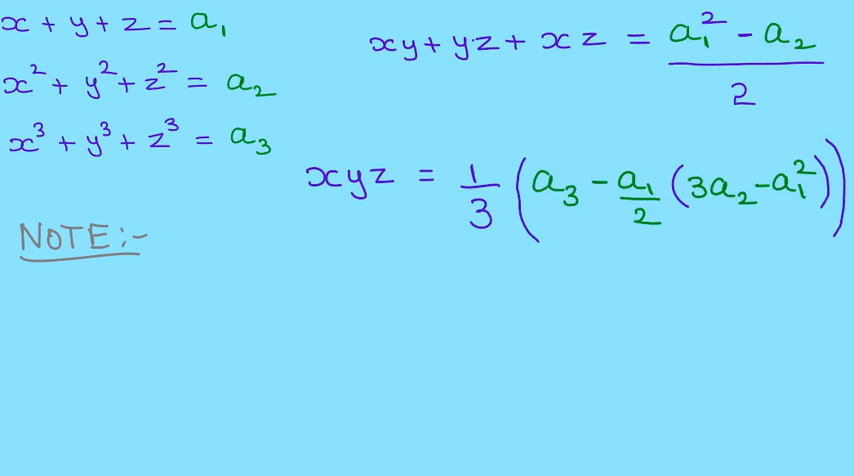 x + y + z = a₁
x² + y² + z² = a₂
x³ + y³ + z³ = a₃
xy + yz + xz = (a₁² - a₂)/2
xyz = 1/3 (a₃ - a₁/2 (3a₂ - a₁²))
NOTE:-